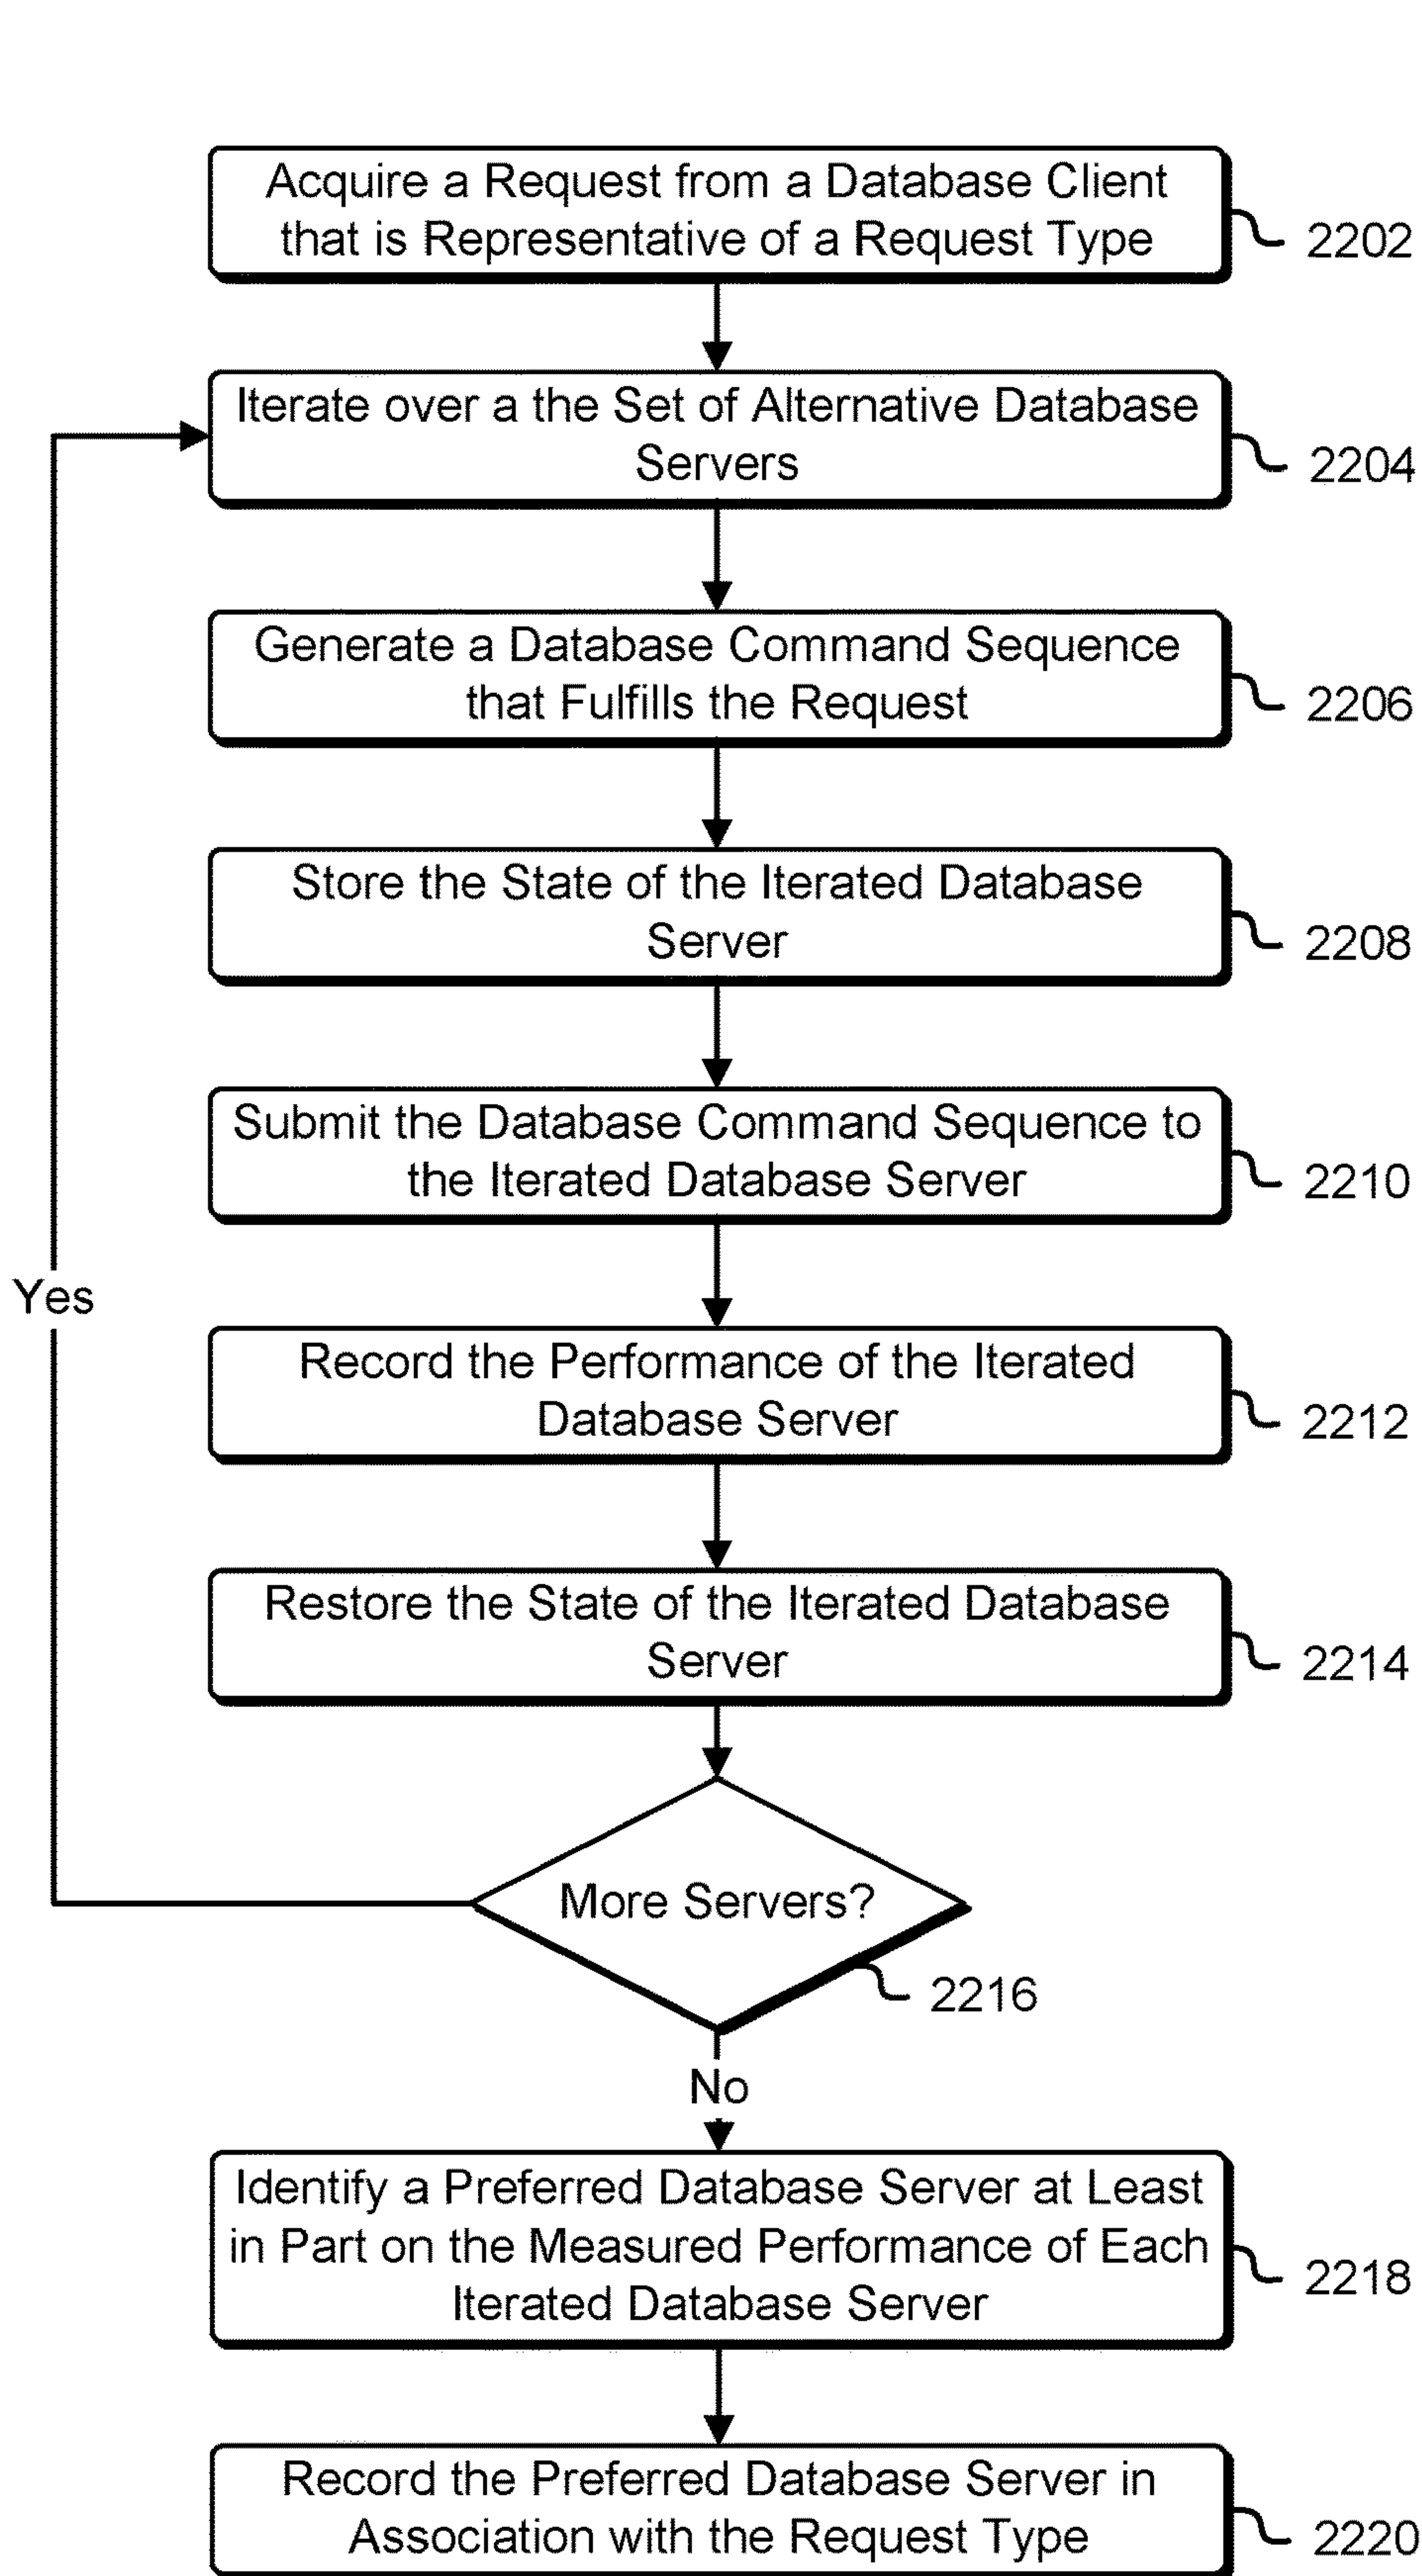 Acquire a Request from a Database Client
that is Representative of a Request Type
2202
Iterate over a the Set of Alternative Database
Servers
2204
Generate a Database Command Sequence
that Fulfills the Request
2206
Store the State of the Iterated Database
Server
2208
Submit the Database Command Sequence to
the Iterated Database Server
2210
Yes
Record the Performance of the Iterated
Database Server
2212
Restore the State of the Iterated Database
Server
2214
More Servers?
2216
No
Identify a Preferred Database Server at Least
in Part on the Measured Performance of Each
Iterated Database Server
2218
Record the Preferred Database Server in
Association with the Request Type
2220